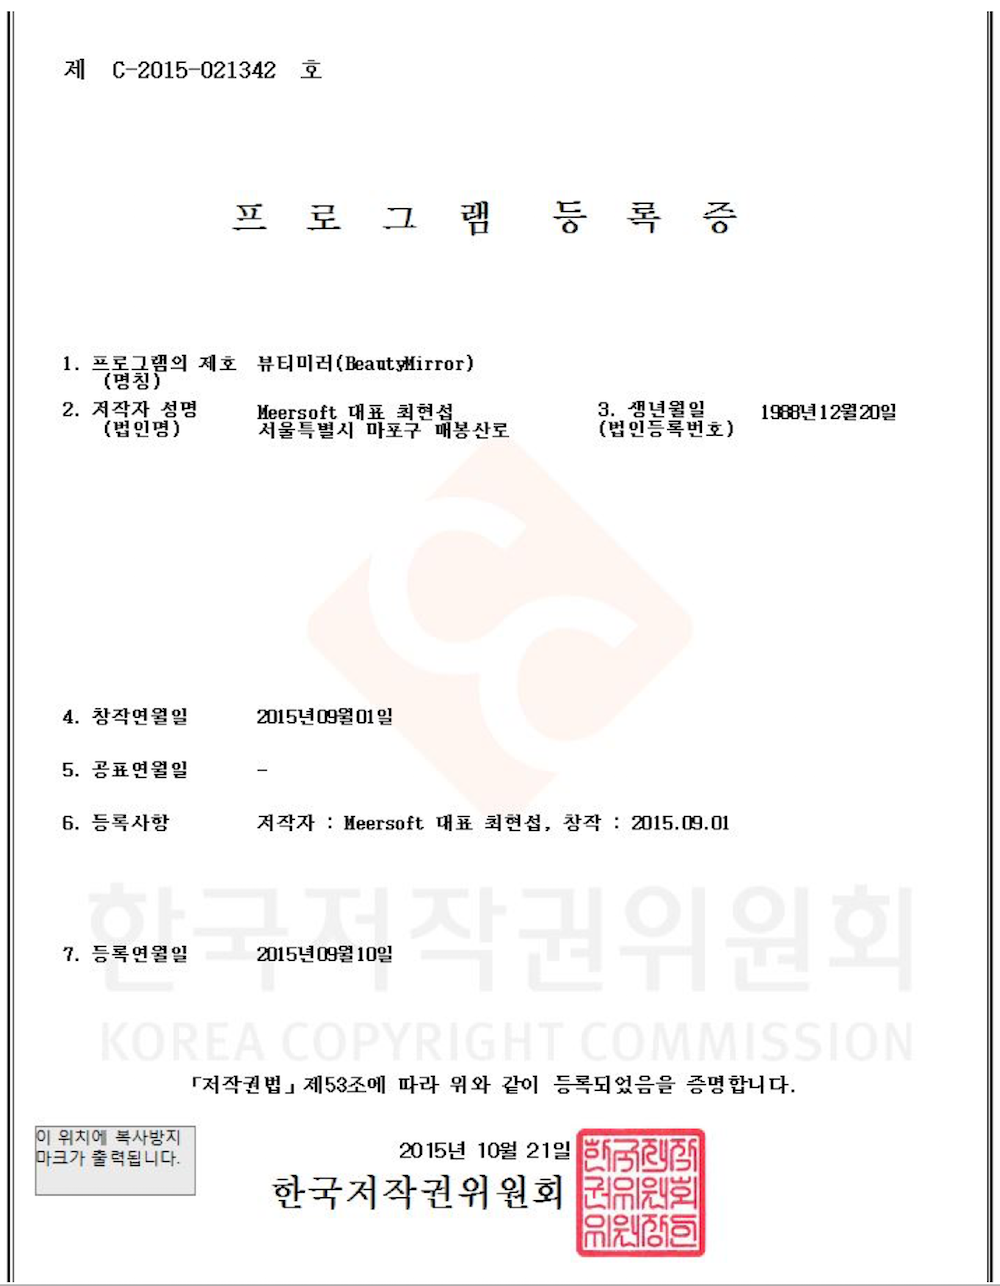 제 C-2015-021342 호
프로그램 등록증
1. 프로그램의 제호 뷰티미러(BeautyMirror)
(명칭)
2. 저작자 성명 Meersoft 대표 최현섭 3. 생년월일 1988년12월20일
(법인명) 서울특별시 마포구 매봉산로 (법인등록번호)
4. 창작연월일 2015년09월01일
5. 공표연월일 -
6. 등록사항 저작자 : Meersoft 대표 최현섭, 창작 : 2015.09.01
한국저작권위원회
7. 등록연월일 2015년09월10일
KOREA COPYRIGHT COMMISSION
「저작권법」제53조에 따라 위와 같이 등록되었음을 증명합니다.
이 위치에 복사방지
마크가 출력됩니다.
2015년 10월 21일
한국저작권위원회
한국저작
권위원회
위원장인